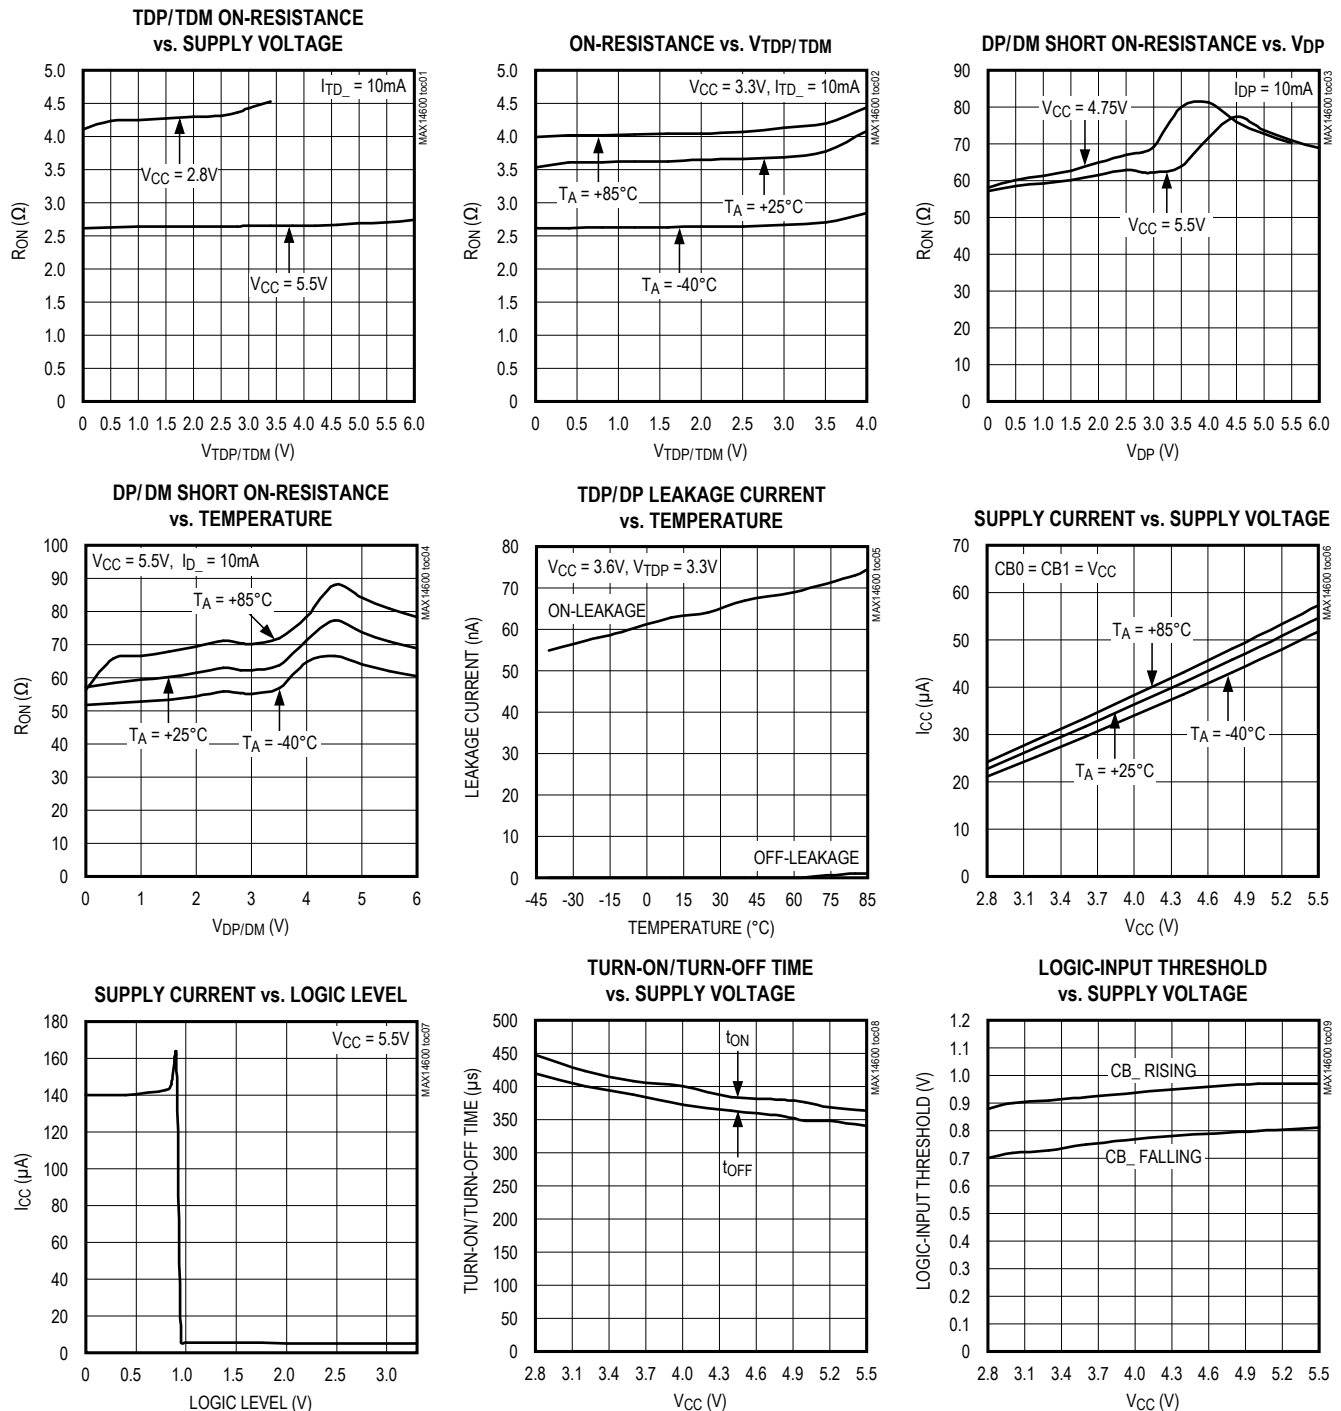 TDP/TDM ON-RESISTANCE
vs. SUPPLY VOLTAGE
ITD_ = 10mA
MAX14600 toc01
VCC = 2.8V
VCC = 5.5V
RON (Ω)
5.0
4.5
4.0
3.5
3.0
2.5
2.0
1.5
1.0
0.5
0
0 0.5 1.0 1.5 2.0 2.5 3.0 3.5 4.0 4.5 5.0 5.5 6.0
VTDP/TDM (V)
ON-RESISTANCE vs. VTDP/TDM
VCC = 3.3V, ITD_ = 10mA
MAX14600 toc02
TA = +85°C
TA = +25°C
TA = -40°C
RON (Ω)
5.0
4.5
4.0
3.5
3.0
2.5
2.0
1.5
1.0
0.5
0
0 0.5 1.0 1.5 2.0 2.5 3.0 3.5 4.0
VTDP/TDM (V)
DP/DM SHORT ON-RESISTANCE vs. VDP
IDP = 10mA
MAX14600 toc03
VCC = 4.75V
VCC = 5.5V
RON (Ω)
90
80
70
60
50
40
30
20
10
0
0 0.5 1.0 1.5 2.0 2.5 3.0 3.5 4.0 4.5 5.0 5.5 6.0
VDP (V)
DP/DM SHORT ON-RESISTANCE
vs. TEMPERATURE
VCC = 5.5V, ID_ = 10mA
MAX14600 toc04
TA = +85°C
TA = +25°C
TA = -40°C
RON (Ω)
100
90
80
70
60
50
40
30
20
10
0
0 1 2 3 4 5 6
VDP/DM (V)
TDP/DP LEAKAGE CURRENT
vs. TEMPERATURE
VCC = 3.6V, VTDP = 3.3V
MAX14600 toc05
ON-LEAKAGE
OFF-LEAKAGE
LEAKAGE CURRENT (nA)
80
70
60
50
40
30
20
10
0
-45 -30 -15 0 15 30 45 60 75 85
TEMPERATURE (°C)
SUPPLY CURRENT vs. SUPPLY VOLTAGE
CB0 = CB1 = VCC
MAX14600 toc06
TA = +85°C
TA = -40°C
TA = +25°C
ICC (µA)
70
60
50
40
30
20
10
0
2.8 3.1 3.4 3.7 4.0 4.3 4.6 4.9 5.2 5.5
VCC (V)
SUPPLY CURRENT vs. LOGIC LEVEL
VCC = 5.5V
MAX14600 toc07
ICC (µA)
180
160
140
120
100
80
60
40
20
0
0 0.5 1.0 1.5 2.0 2.5 3.0
LOGIC LEVEL (V)
TURN-ON/TURN-OFF TIME
vs. SUPPLY VOLTAGE
MAX14600 toc08
tON
tOFF
TURN-ON/TURN-OFF TIME (µs)
500
450
400
350
300
250
200
150
100
50
0
2.8 3.1 3.4 3.7 4.0 4.3 4.6 4.9 5.2 5.5
VCC (V)
LOGIC-INPUT THRESHOLD
vs. SUPPLY VOLTAGE
MAX14600 toc09
CB_ RISING
CB_ FALLING
LOGIC-INPUT THRESHOLD (V)
1.2
1.1
1.0
0.9
0.8
0.7
0.6
0.5
0.4
0.3
0.2
0.1
0
2.8 3.1 3.4 3.7 4.0 4.3 4.6 4.9 5.2 5.5
VCC (V)